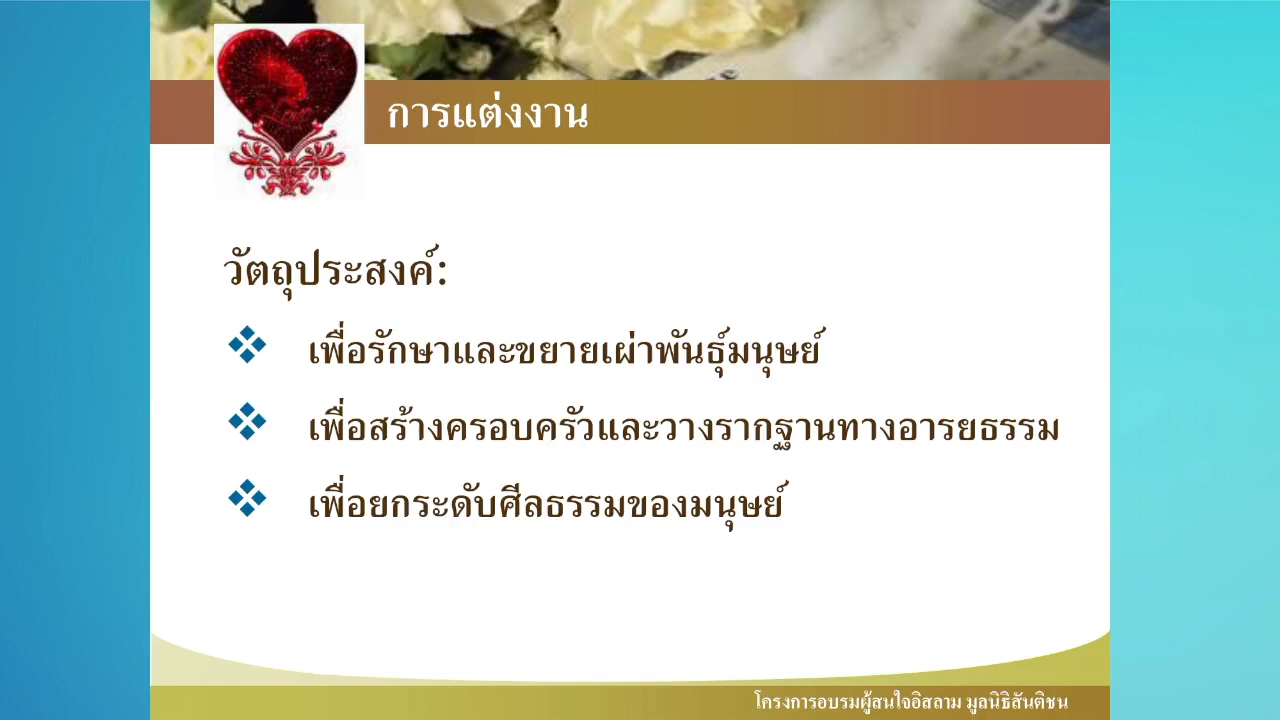 การแต่งงาน
วัตถุประสงค์:
เพื่อรักษาและขยายเผ่าพันธุ์มนุษย์
เพื่อสร้างครอบครัวและวางรากฐานทางอารยธรรม
เพื่อยกระดับศีลธรรมของมนุษย์
โครงการอบรมผู้สนใจอิสลาม มูลนิธิสันติชน